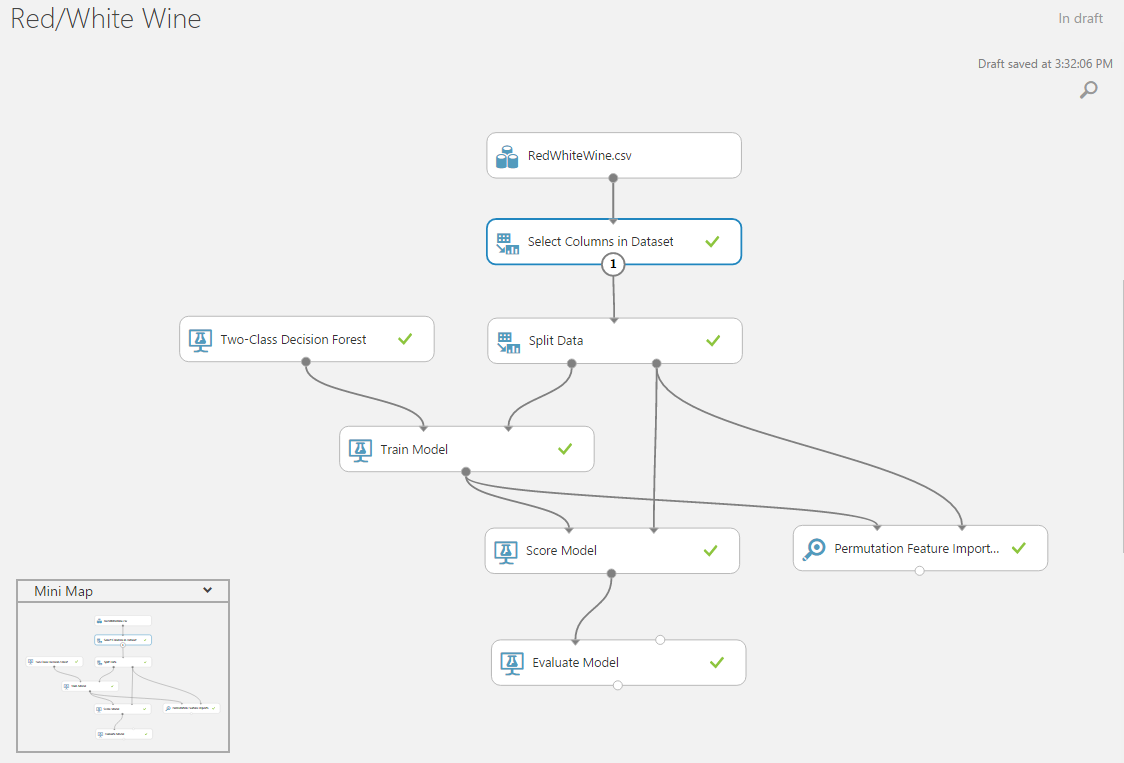 Red/White Wine
In draft
Draft saved at 3:32:06 PM
RedWhiteWine.csv
Select Columns in Dataset
1
Two-Class Decision Forest
Split Data
Train Model
Score Model
Permutation Feature Import...
Mini Map
Evaluate Model